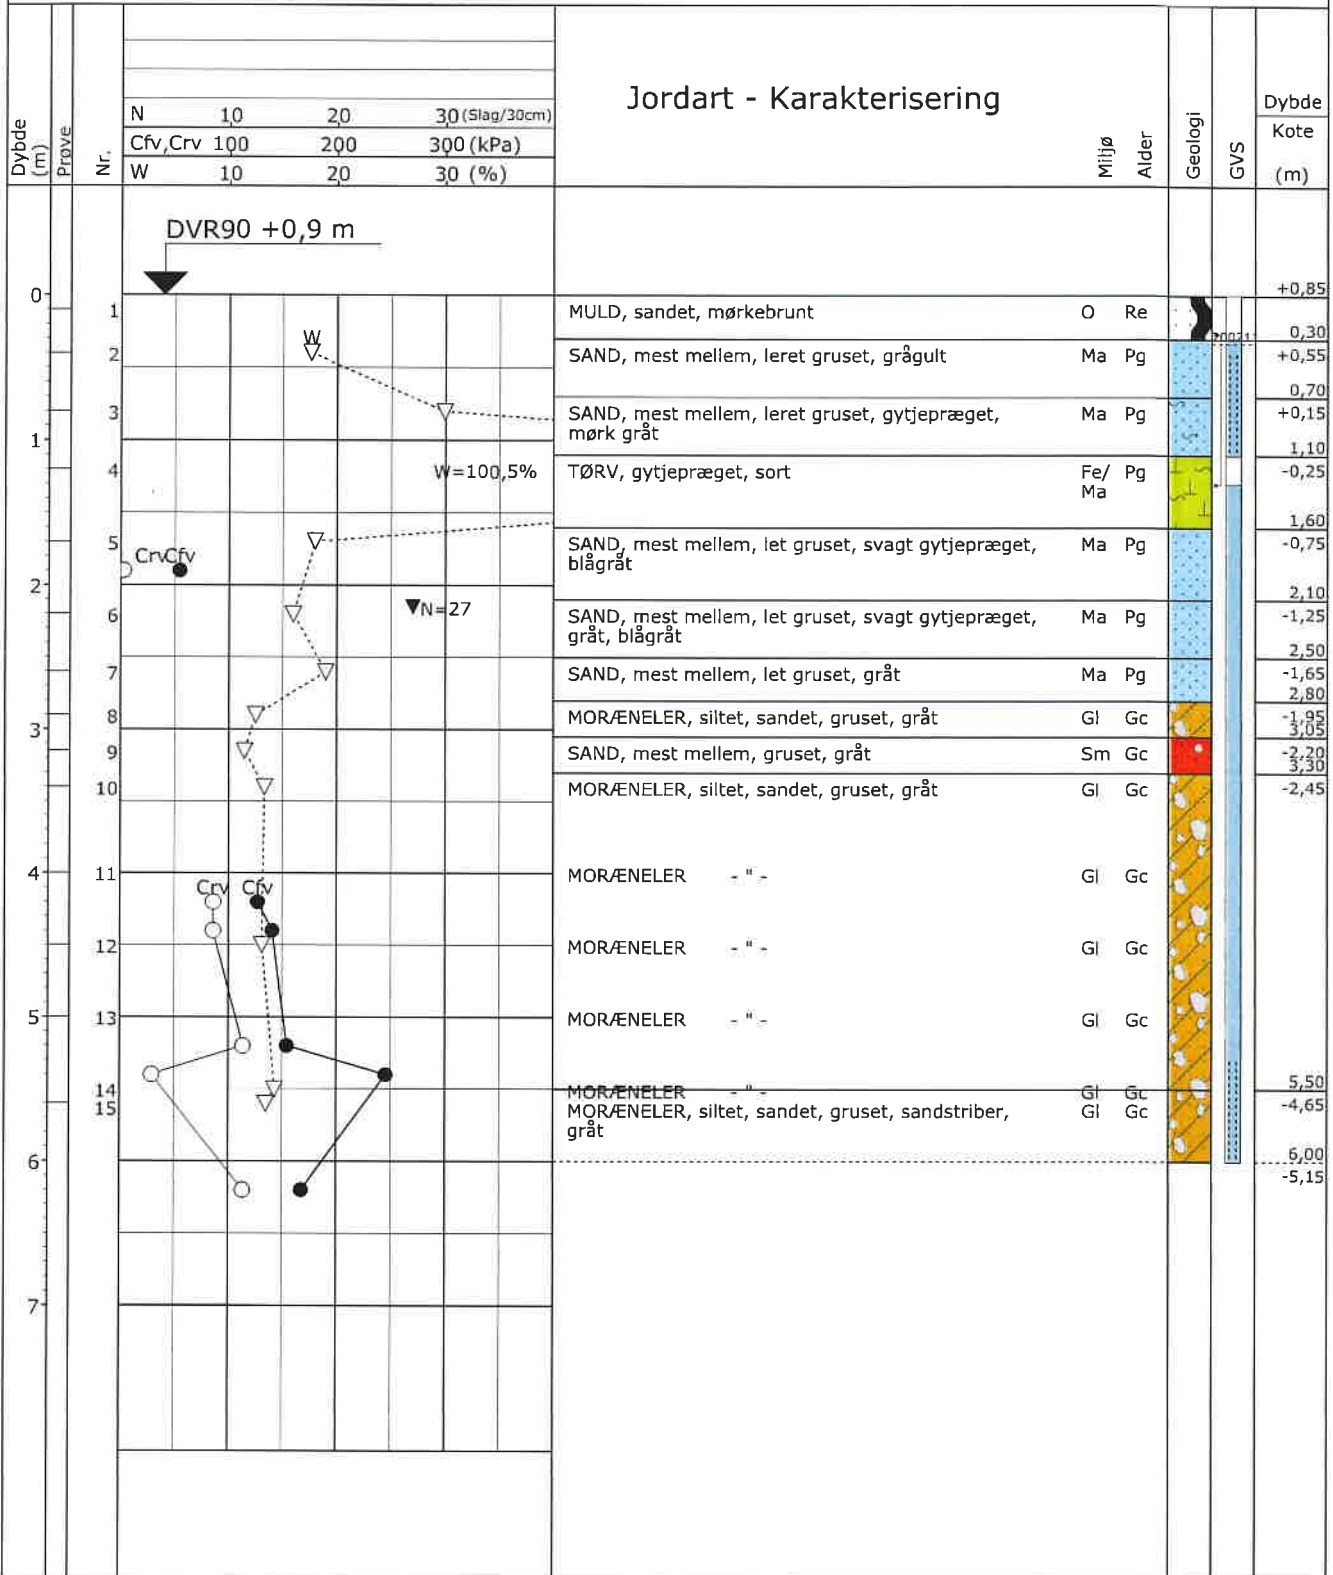 Dybde (m)
Prøve
Nr.
N 10 20 30 (Slag/30cm)
Cfv,Crv 100 200 300 (kPa)
W 10 20 30 (%)
Jordart - Karakterisering
Miljø
Alder
Geologi
GVS
Dybde
Kote
(m)
DVR90 +0,9 m
0
+0,85
1 MULD, sandet, mørkebrunt O Re
0,30
W
2 SAND, mest mellem, leret gruset, grågult Ma Pg +0,55
0,70
3 SAND, mest mellem, leret gruset, gytjepræget, Ma Pg +0,15
mørk gråt
1
1,10
4 W=100,5% TØRV, gytjepræget, sort Fe/ Pg -0,25
Ma
1,60
5 SAND, mest mellem, let gruset, svagt gytjepræget, Ma Pg -0,75
blågråt
Crv Cfv
2
2,10
6 N=27 SAND, mest mellem, let gruset, svagt gytjepræget, Ma Pg -1,25
gråt, blågråt
2,50
7 SAND, mest mellem, let gruset, gråt Ma Pg -1,65
2,80
8 MORÆNELER, siltet, sandet, gruset, gråt Gl Gc -1,95
3
3,05
9 SAND, mest mellem, gruset, gråt Sm Gc -2,20
3,30
10 MORÆNELER, siltet, sandet, gruset, gråt Gl Gc -2,45
4 11 MORÆNELER - " - Gl Gc
Crv Cfv
12 MORÆNELER - " - Gl Gc
5 13 MORÆNELER - " - Gl Gc
5,50
14 MORÆNELER - " - Gl Gc
15 MORÆNELER, siltet, sandet, gruset, sandstriber, Gl Gc -4,65
gråt
6
6,00
-5,15
7